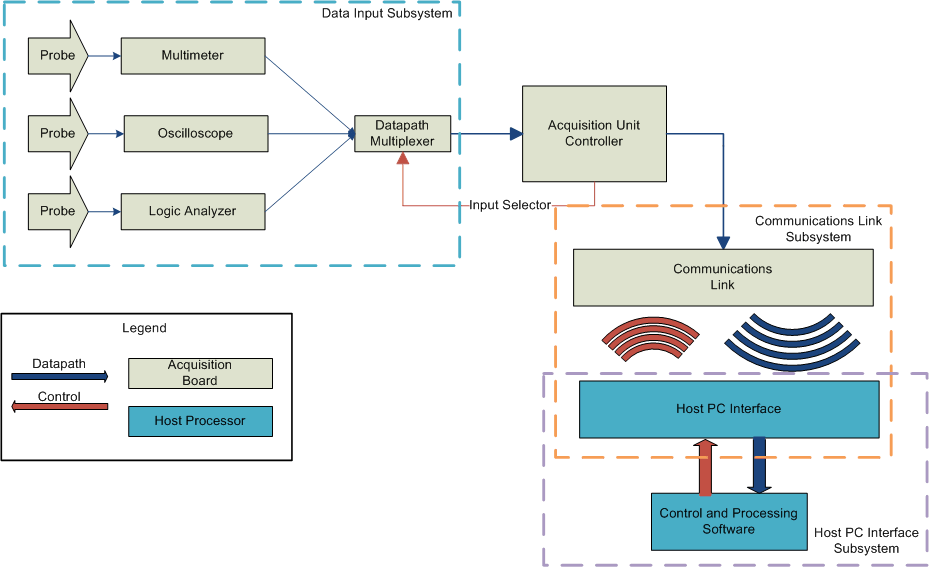 Data Input Subsystem
Probe
Multimeter
Probe
Oscilloscope
Datapath
Multiplexer
Acquisition Unit
Controller
Probe
Logic Analyzer
Input Selector
Communications Link
Subsystem
Communications
Link
Legend
Datapath
Acquisition
Board
Control
Host Processor
Host PC Interface
Control and Processing
Software
Host PC Interface
Subsystem